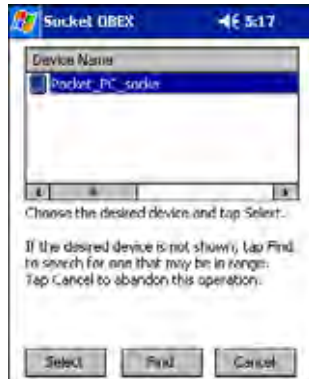 Socket OBEX 5:17
Device Name
Pocket_PC_socke
Choose the desired device and tap Select.
If the desired device is not shown, tap Find
to search for one that may be in range.
Tap Cancel to abandon this operation.
Select Find Cancel